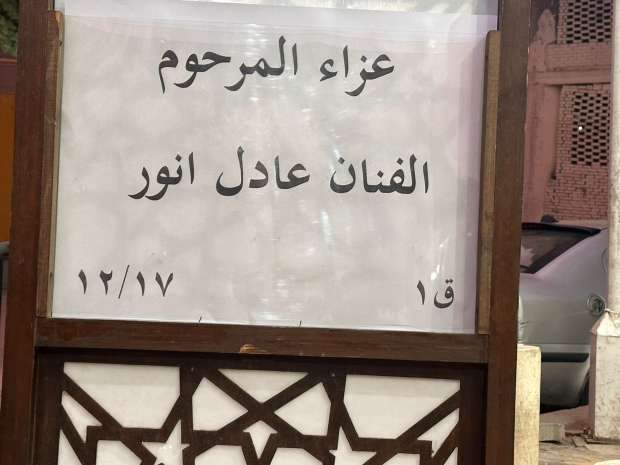 عزاء المرحوم
الفنان عادل انور
ق١ ١٢/١٧